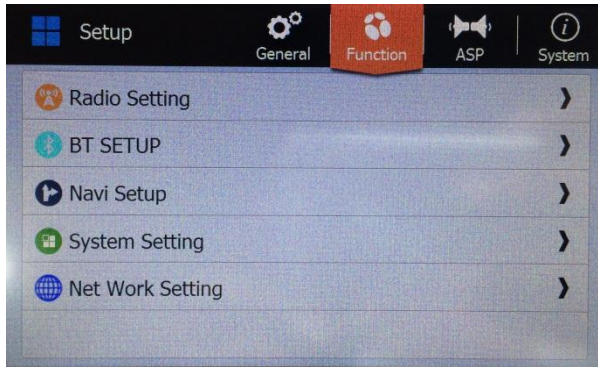 Setup
General
Function
ASP
System
Radio Setting
BT SETUP
Navi Setup
System Setting
Net Work Setting